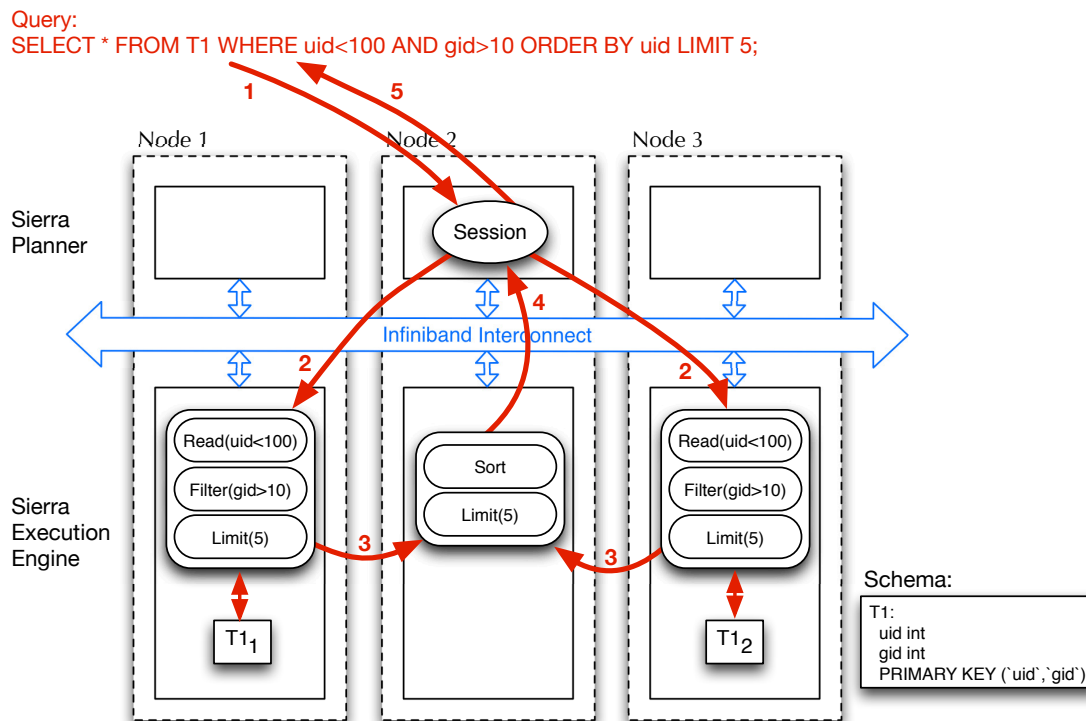 Query:
SELECT * FROM T1 WHERE uid<100 AND gid>10 ORDER BY uid LIMIT 5;
1
5
Node 1
Node 2
Node 3
Sierra
Planner
Session
4
Infiniband Interconnect
2
2
Read(uid<100)
Filter(gid>10)
Limit(5)
Sort
Limit(5)
Read(uid<100)
Filter(gid>10)
Limit(5)
Sierra
Execution
Engine
3
3
T11
T12
Schema:
T1:
uid int
gid int
PRIMARY KEY (`uid`,`gid`)